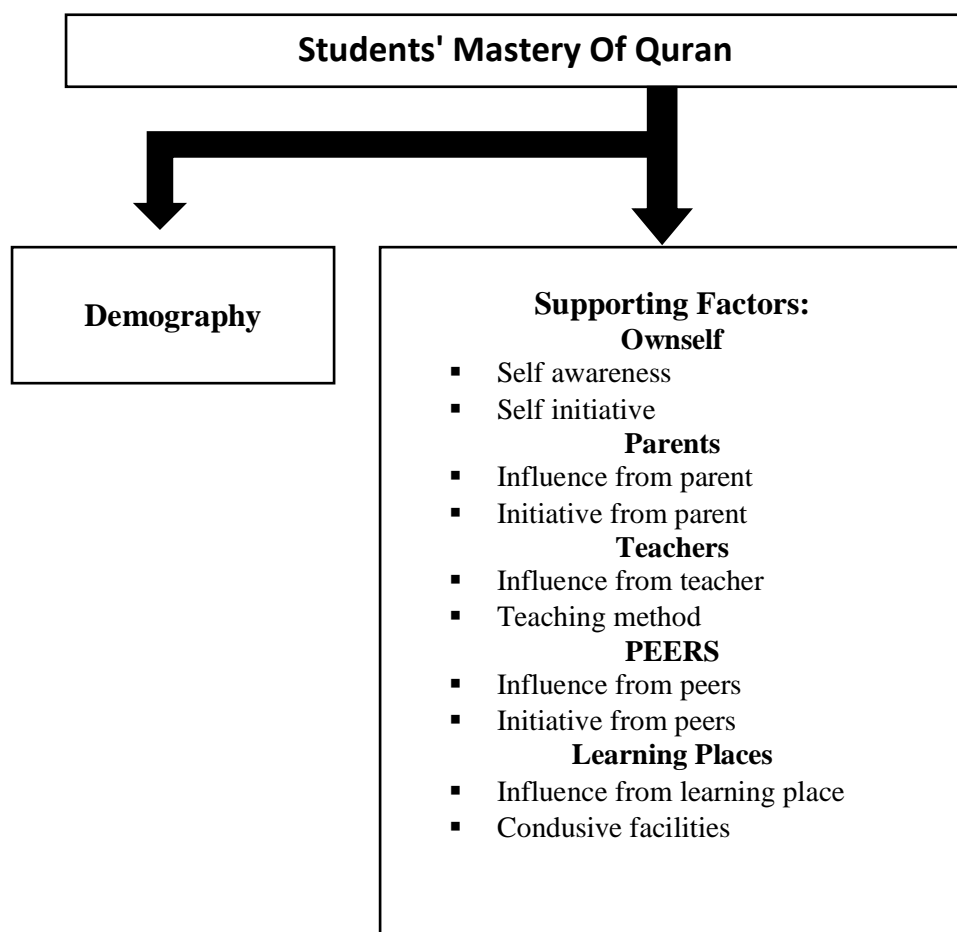 Students' Mastery Of Quran
Demography
Supporting Factors:
Ownself
▪ Self awareness
▪ Self initiative
Parents
▪ Influence from parent
▪ Initiative from parent
Teachers
▪ Influence from teacher
▪ Teaching method
PEERS
▪ Influence from peers
▪ Initiative from peers
Learning Places
▪ Influence from learning place
▪ Condusive facilities